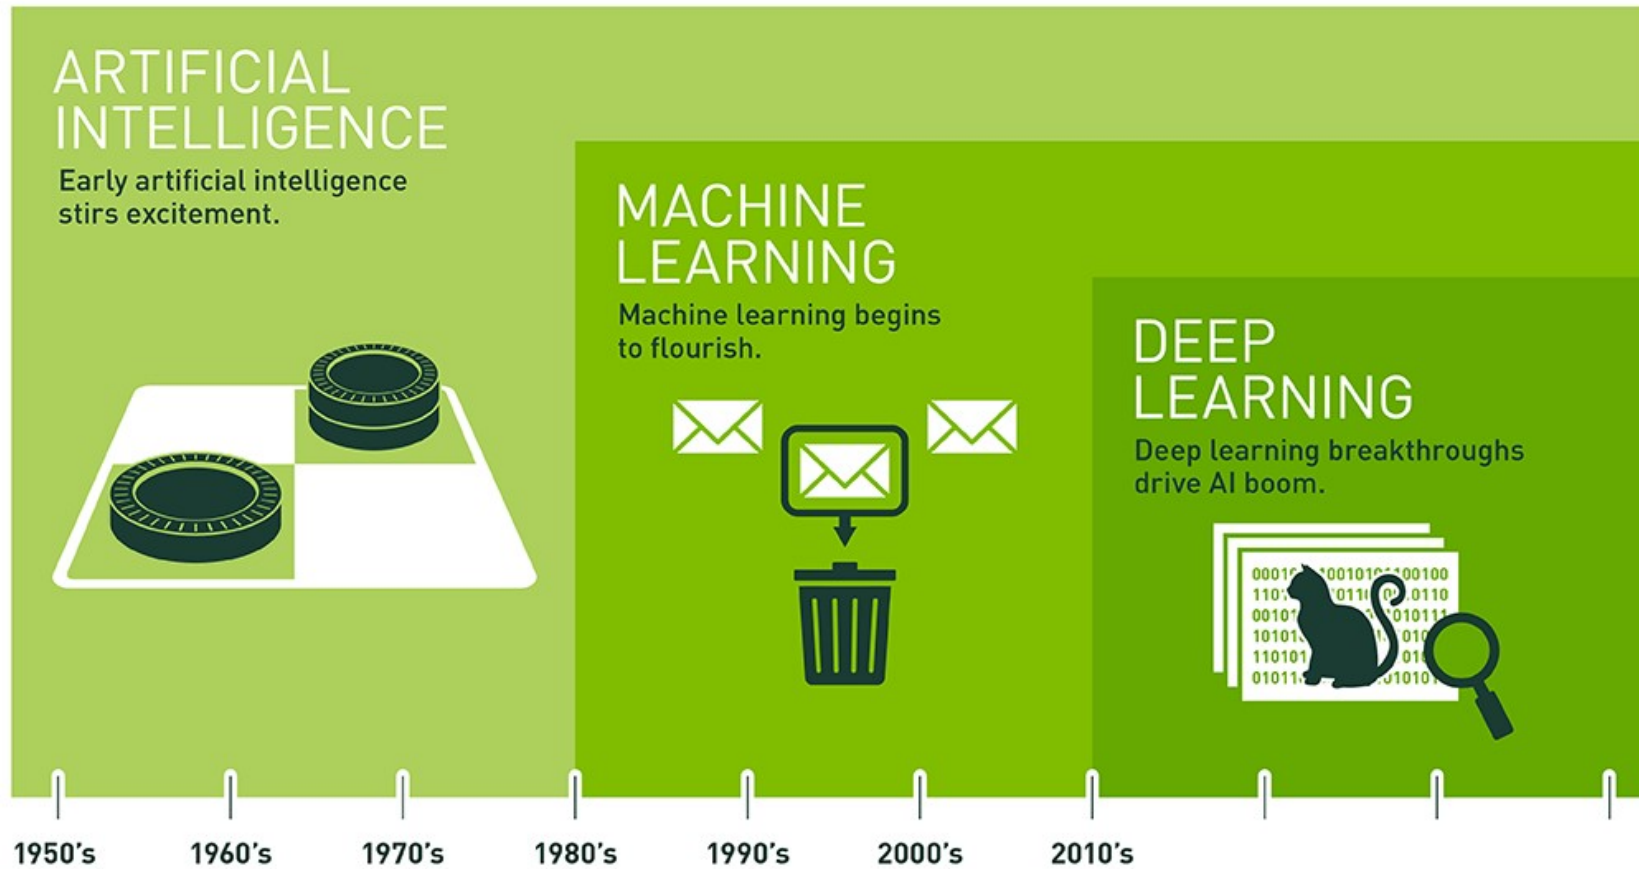 ARTIFICIAL
INTELLIGENCE
Early artificial intelligence
stirs excitement.
MACHINE
LEARNING
Machine learning begins
to flourish.
DEEP
LEARNING
Deep learning breakthroughs
drive AI boom.
1950's
1960's
1970's
1980's
1990's
2000's
2010's